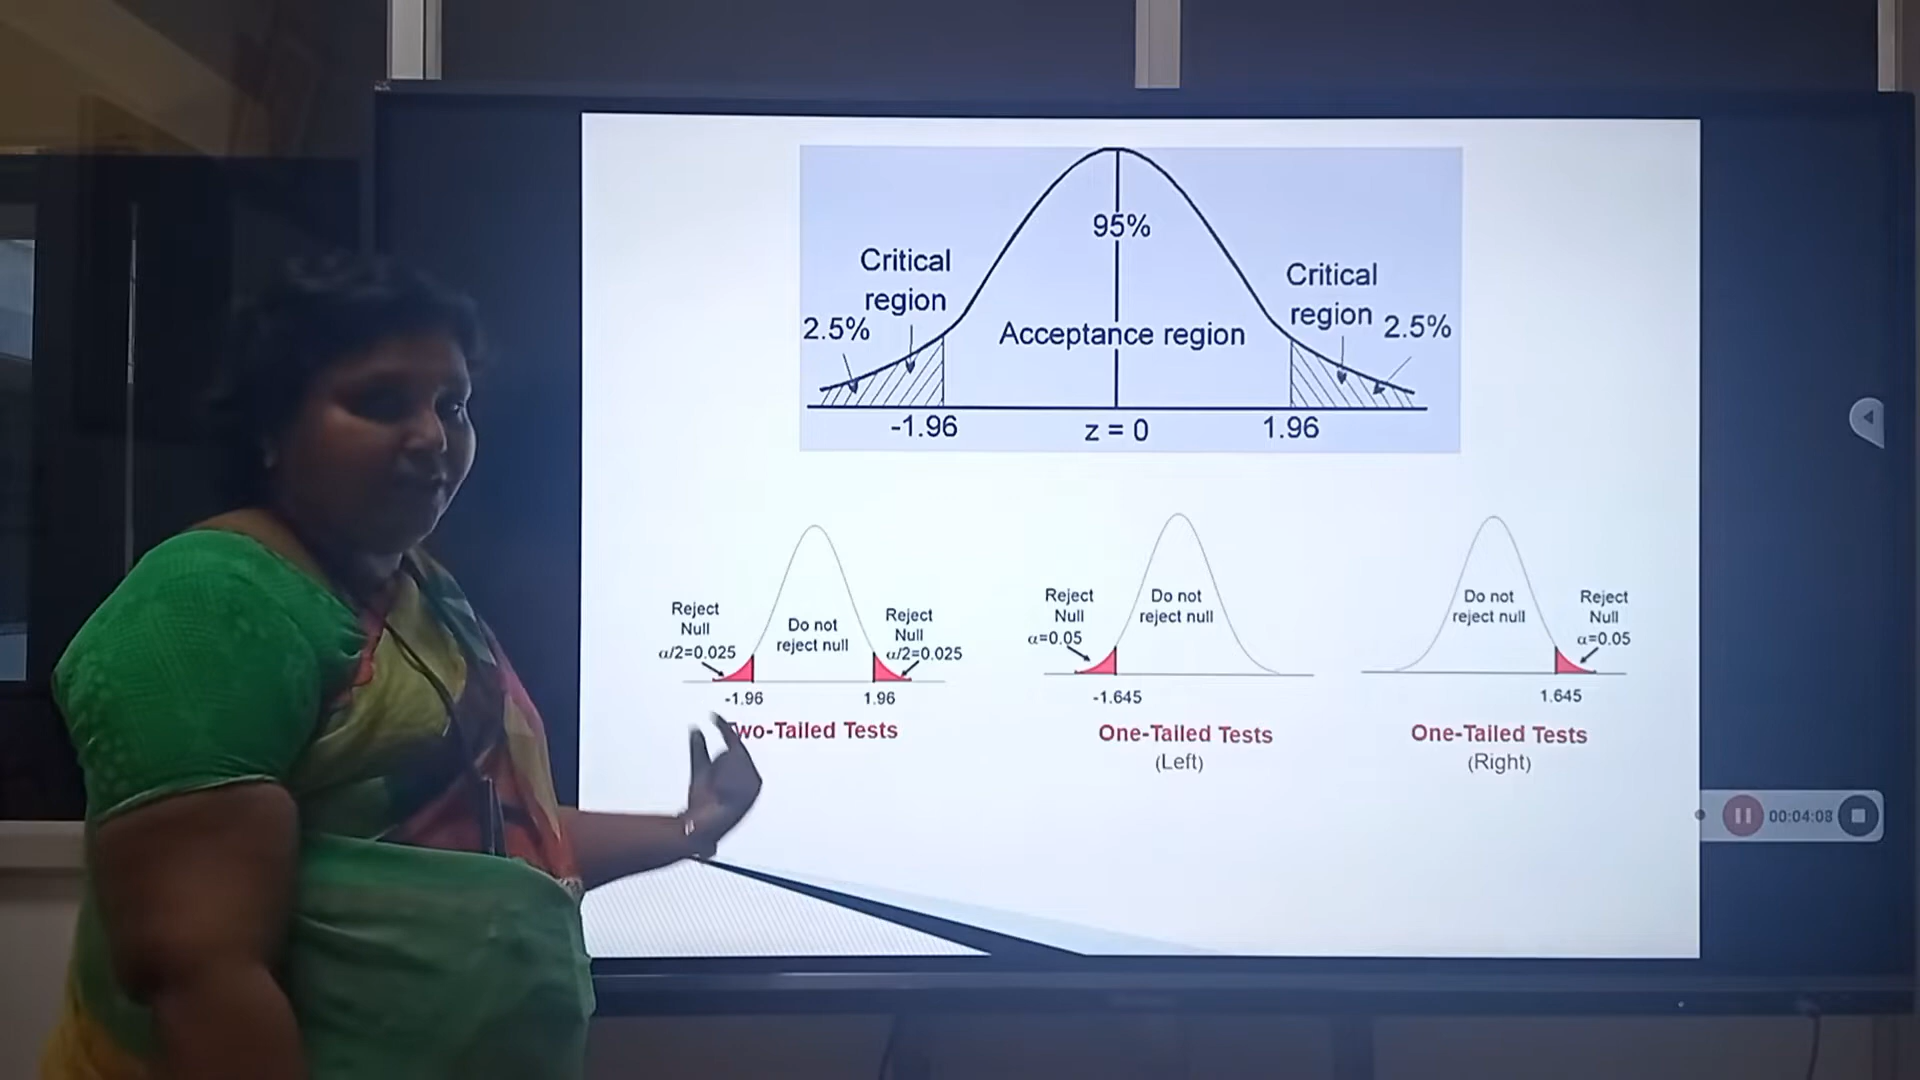 95%
Critical
region
2.5%
Critical
region
2.5%
Acceptance region
-1.96
z = 0
1.96
Reject
Null
α/2=0.025
Do not
reject null
Reject
Null
α/2=0.025
-1.96
1.96
Two-Tailed Tests
Reject
Null
α=0.05
Do not
reject null
-1.645
One-Tailed Tests
(Left)
Do not
reject null
Reject
Null
α=0.05
1.645
One-Tailed Tests
(Right)
00:04:08